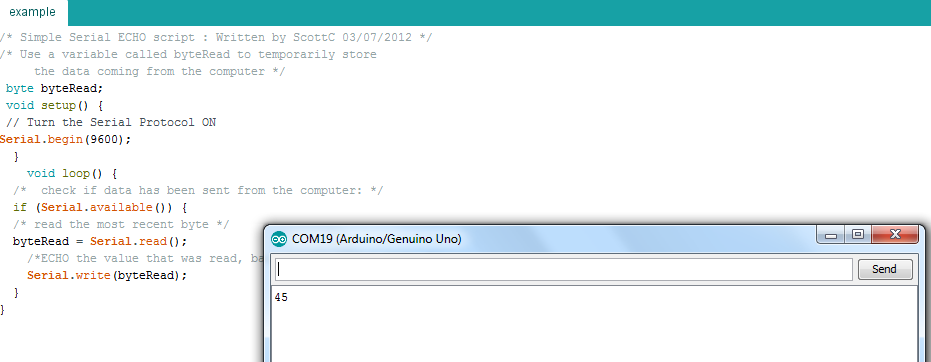 example
/* Simple Serial ECHO script : Written by ScottC 03/07/2012 */
/* Use a variable called byteRead to temporarily store
the data coming from the computer */
byte byteRead;
void setup() {
// Turn the Serial Protocol ON
Serial.begin(9600);
}
void loop() {
/*  check if data has been sent from the computer: */
if (Serial.available()) {
/* read the most recent byte */
byteRead = Serial.read();
/*ECHO the value that was read,
Serial.write(byteRead);
}
}
COM19 (Arduino/Genuino Uno)
Send
45